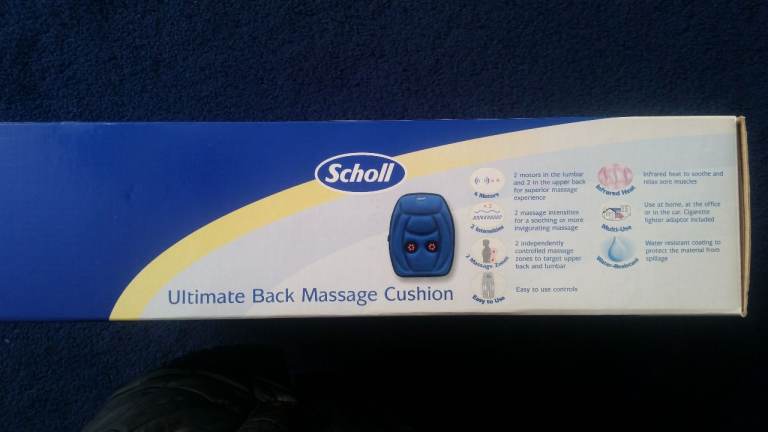 Scholl
Ultimate Back Massage Cushion
4 Motors
2 motors in the lumbar
and 2 in the upper back
for superior massage
experience
x 2
2 Intensities
2 massage intensities
for a soothing or more
invigorating massage
2 Massage Zones
2 independently
controlled massage
zones to target upper
back and lumbar
Easy to Use
Easy to use controls
Infrared Heat
Infrared heat to soothe and
relax sore muscles
Multi-Use
Use at home, at the office
or in the car. Cigarette
lighter adaptor included
Water-Resistant
Water resistant coating to
protect the material from
spillage